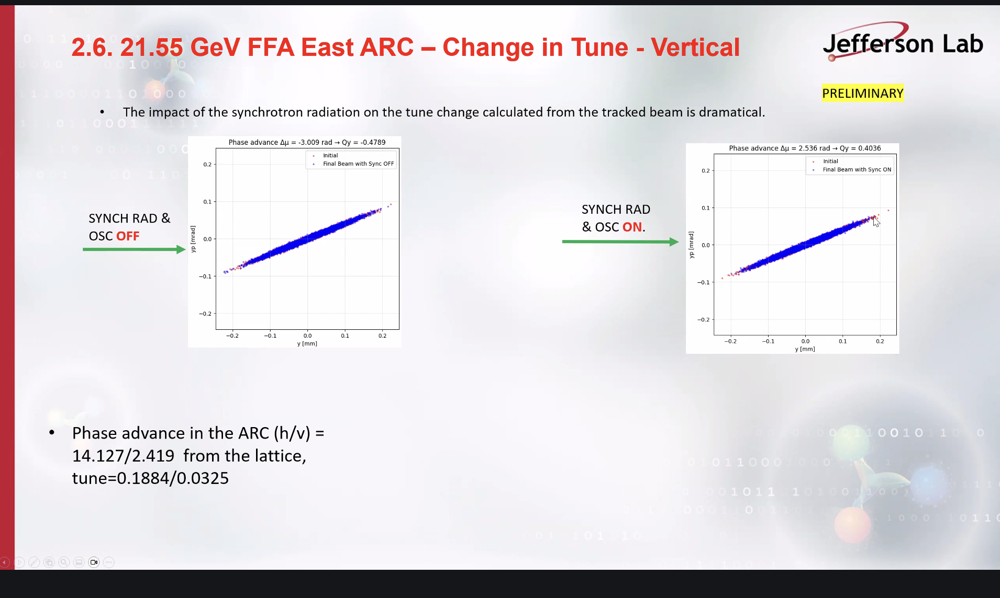 2.6. 21.55 GeV FFA East ARC – Change in Tune - Vertical
Jefferson Lab
PRELIMINARY
• The impact of the synchrotron radiation on the tune change calculated from the tracked beam is dramatical.
SYNCH RAD &
OSC OFF
Phase advance Δμ = -3.009 rad → Qy = -0.4789
Initial
Final Beam with Sync OFF
yp [mrad]
0.2
0.1
0.0
−0.1
−0.2
−0.2 −0.1 0.0 0.1 0.2
y [mm]
SYNCH RAD
& OSC ON.
Phase advance Δμ = 2.536 rad → Qy = 0.4036
Initial
Final Beam with Sync ON
yp [mrad]
0.2
0.1
0.0
−0.1
−0.2
−0.2 −0.1 0.0 0.1 0.2
y [mm]
• Phase advance in the ARC (h/v) =
14.127/2.419 from the lattice,
tune=0.1884/0.0325